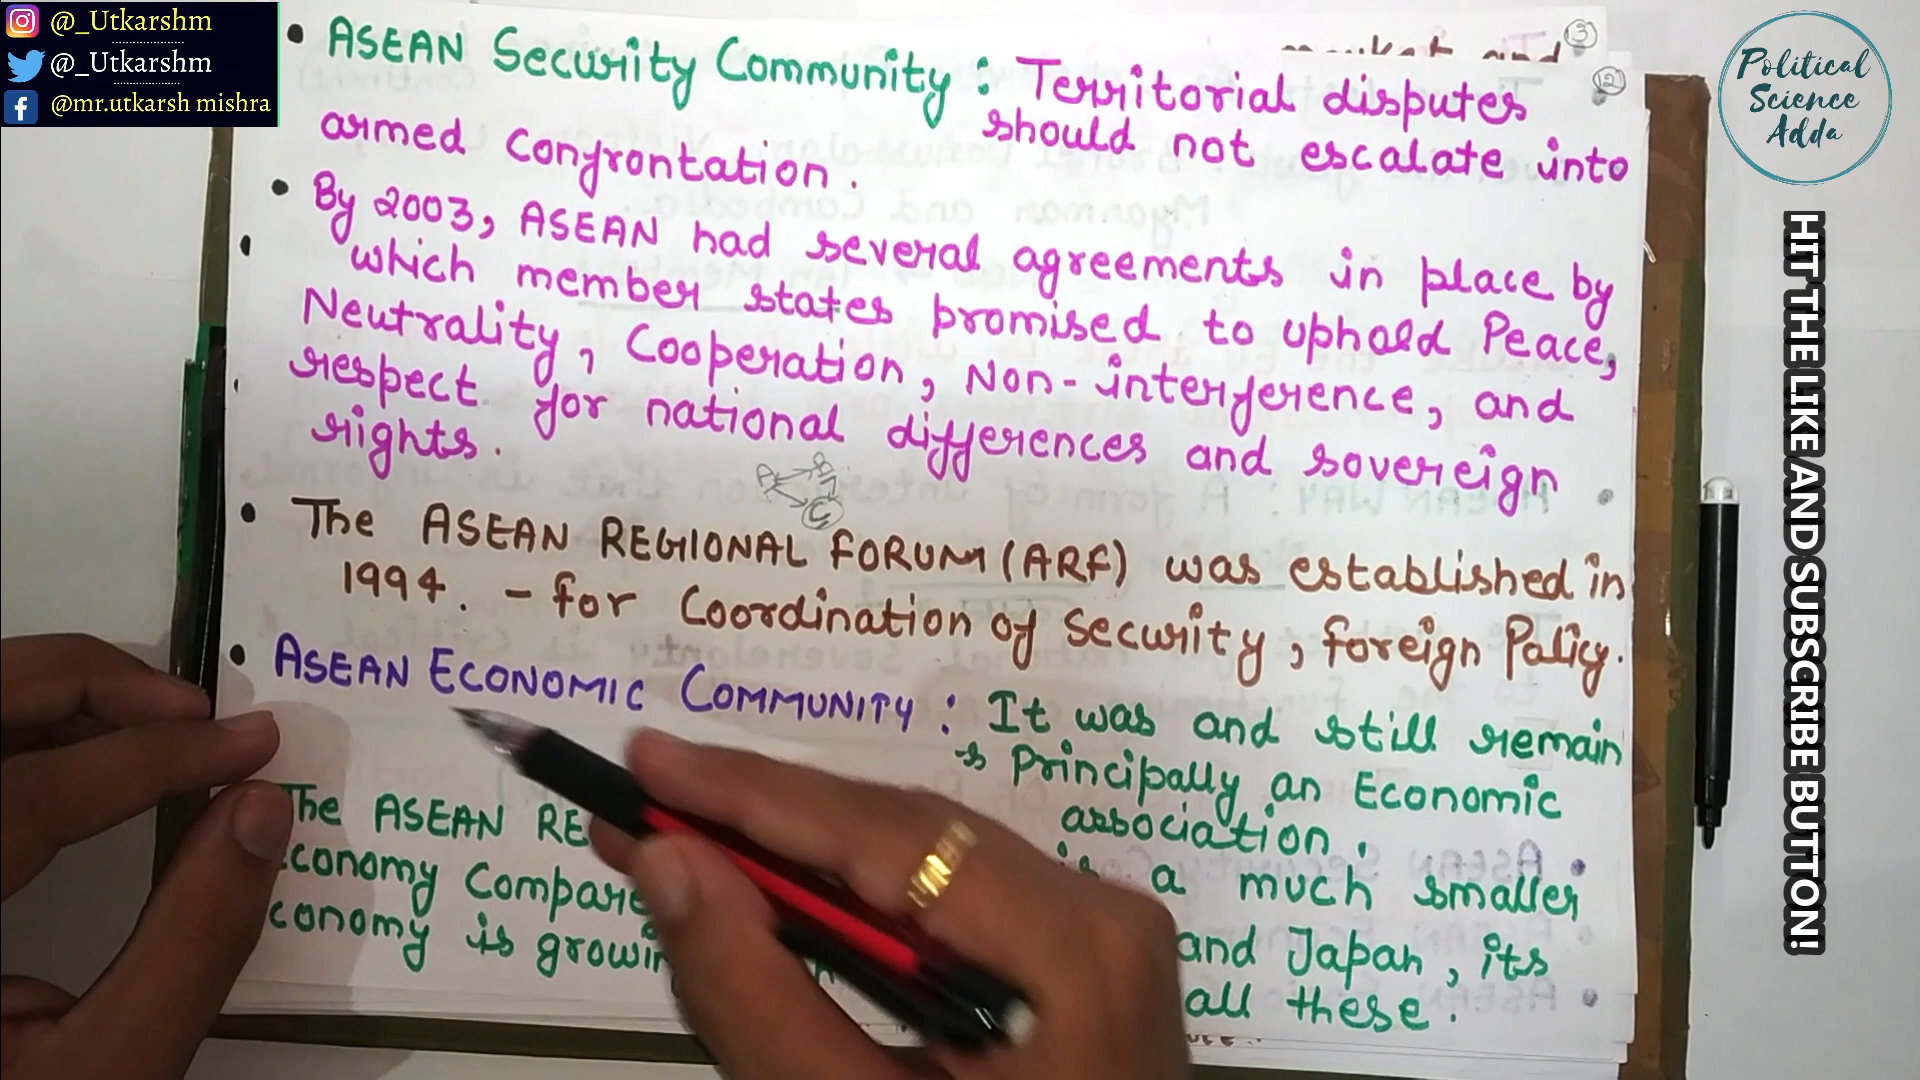 @_Utkarshm
@_Utkarshm
@mr.utkarsh mishra
Political
Science
Adda
HIT THE LIKE AND SUBSCRIBE BUTTON!
13
12
market and
• ASEAN Security Community: Territorial disputes
should not escalate into
armed confrontation.
• By 2003, ASEAN had several agreements in place by
which member states promised to uphold Peace,
Neutrality, Cooperation, Non-interference, and
respect for national differences and sovereign
rights.
A B
C
• The ASEAN REGIONAL FORUM (ARF) was established in
1994. - for Coordination of Security, foreign Policy.
• ASEAN ECONOMIC COMMUNITY: It was and still remain
s Principally an Economic
association.
The ASEAN RE is a much smaller
economy Compare and Japan, its
conomy is growin all these.